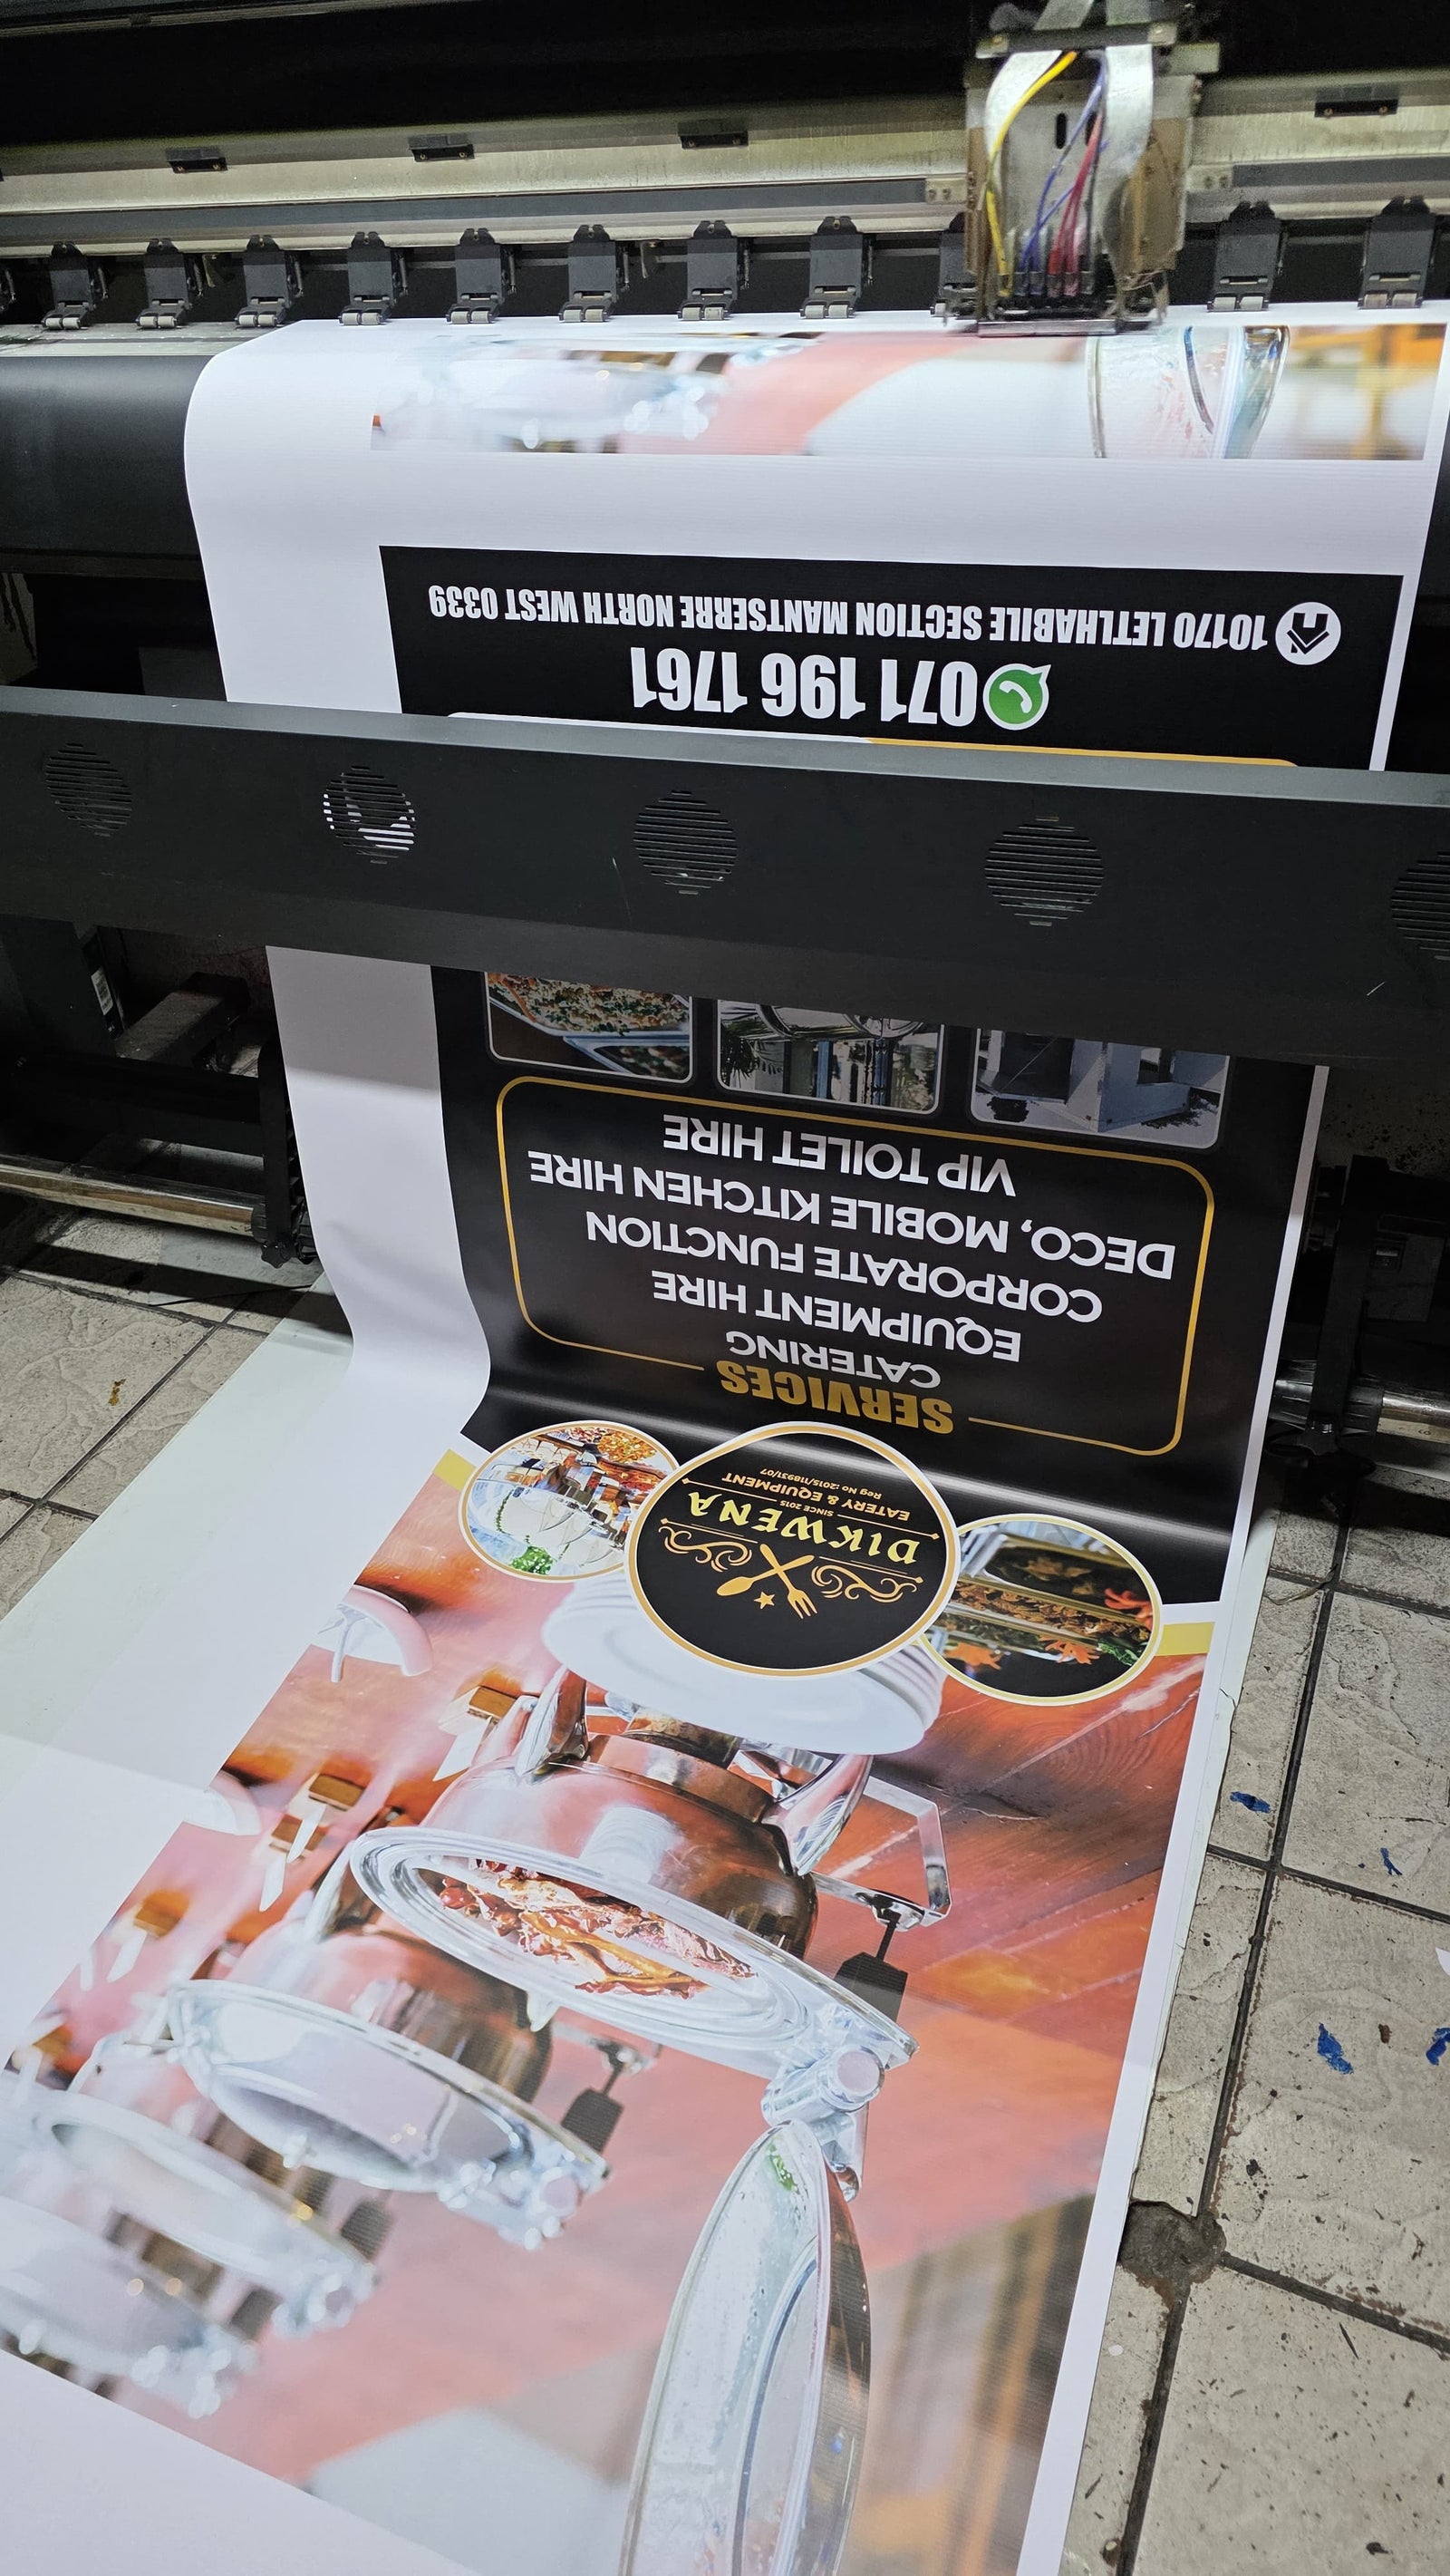 DIKWENA
SINCE 2015
EATERY & EQUIPMENT
Reg No :2015/118931/07
SERVICES
CATERING
EQUIPMENT HIRE
CORPORATE FUNCTION
DECO, MOBILE KITCHEN HIRE
VIP TOILET HIRE
071 196 1761
10170 LETLHABILE SECTION MANTSERRE NORTH WEST 0339